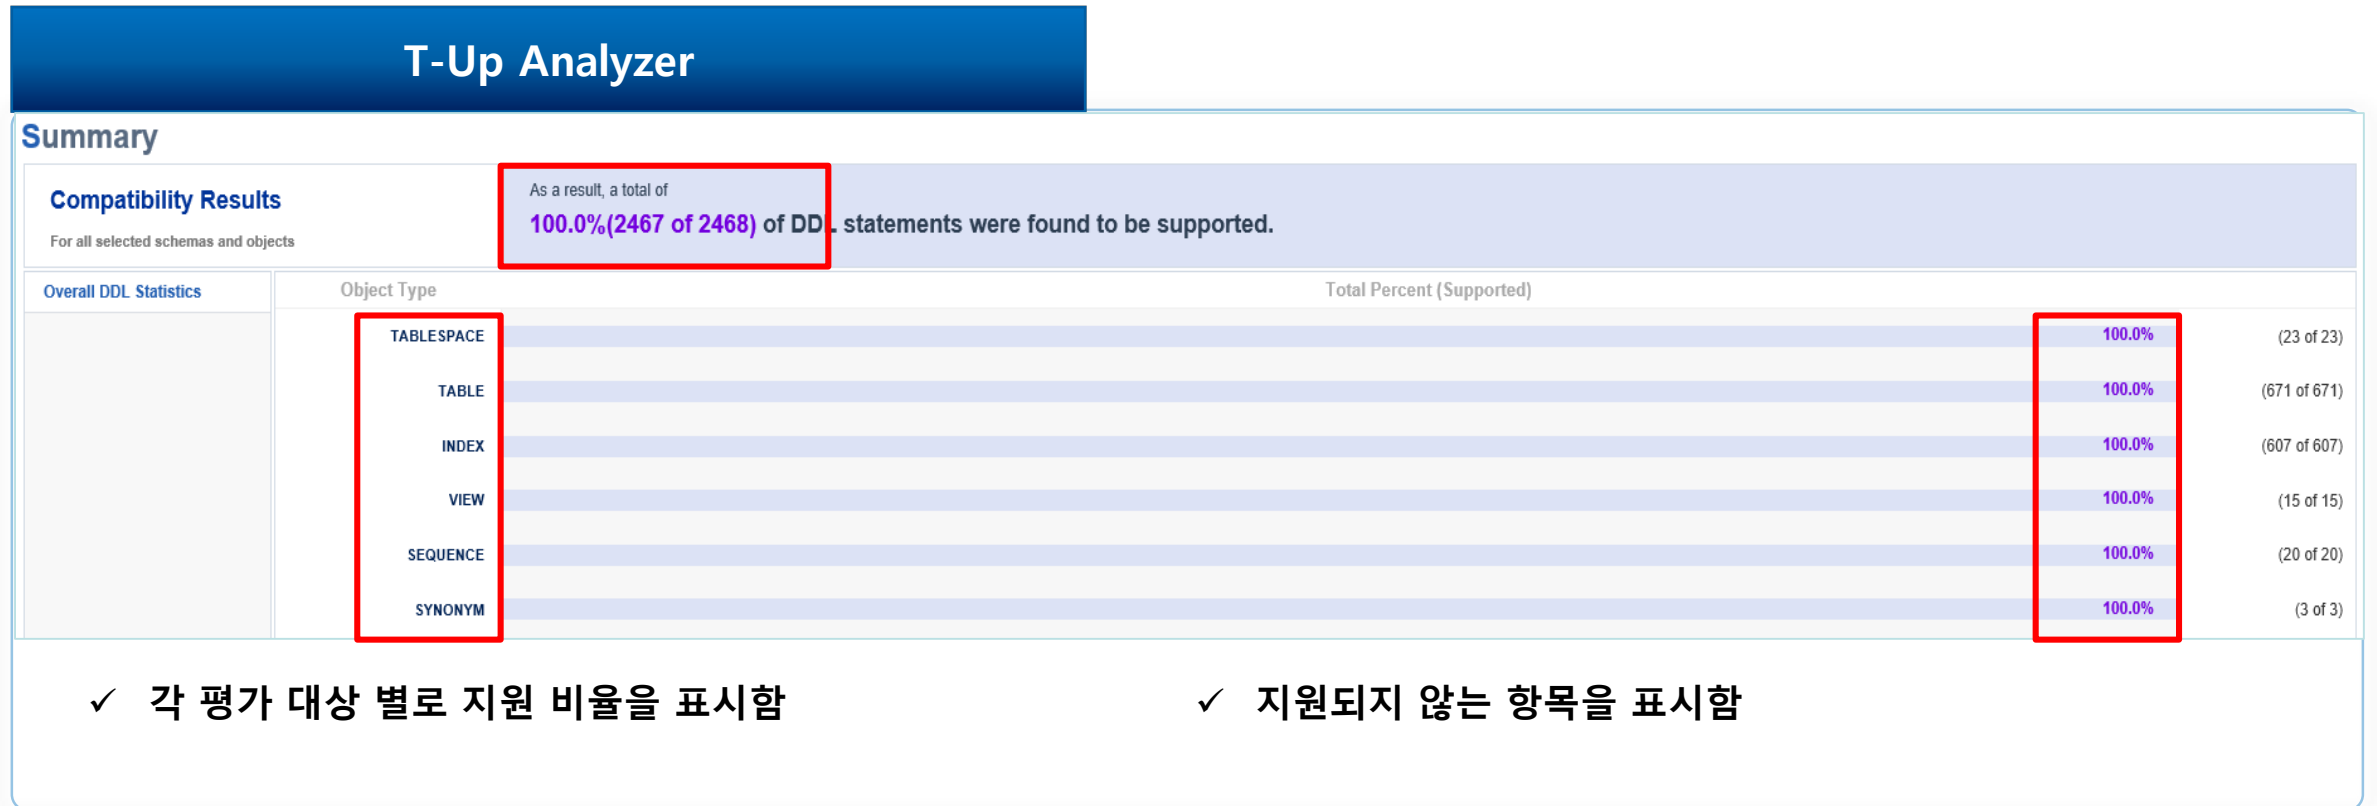 T-Up Analyzer
Summary
Compatibility Results
For all selected schemas and objects
As a result, a total of
100.0%(2467 of 2468) of DDL statements were found to be supported.
Overall DDL Statistics Object Type Total Percent (Supported)
TABLESPACE 100.0% (23 of 23)
TABLE 100.0% (671 of 671)
INDEX 100.0% (607 of 607)
VIEW 100.0% (15 of 15)
SEQUENCE 100.0% (20 of 20)
SYNONYM 100.0% (3 of 3)
✓ 각 평가 대상 별로 지원 비율을 표시함
✓ 지원되지 않는 항목을 표시함